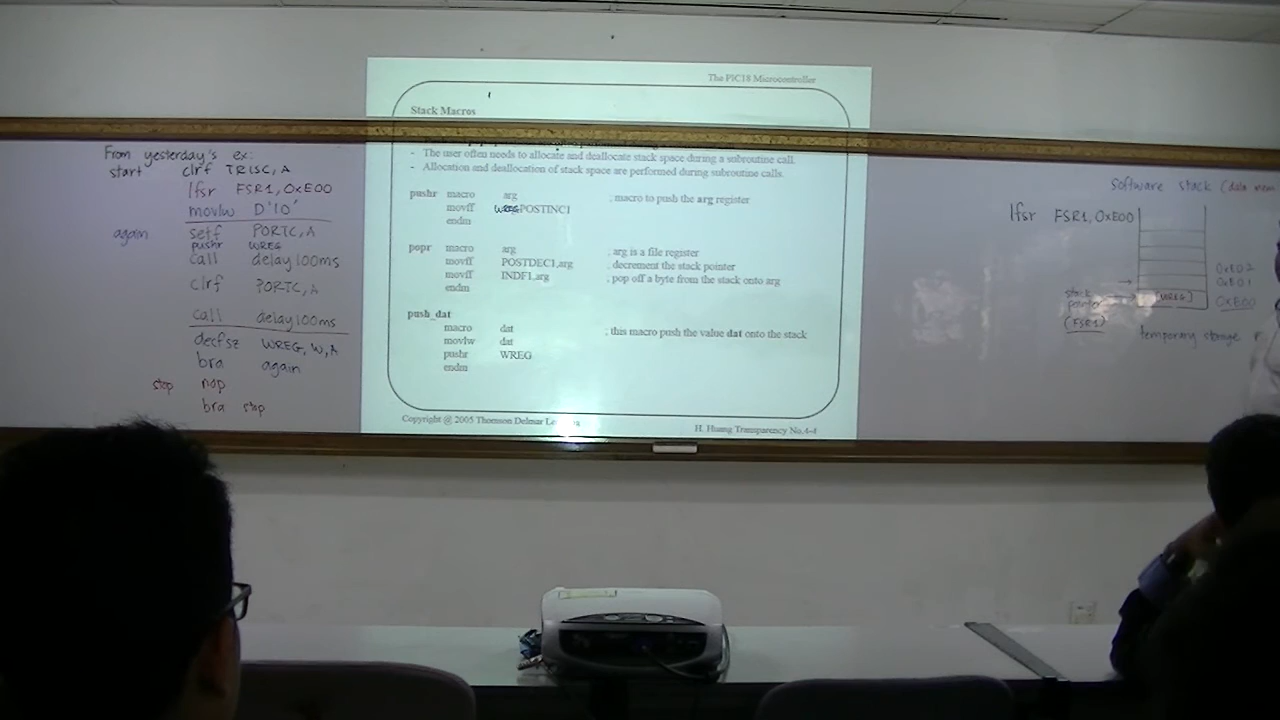 From yesterday's ex:
start clrf TRISC, A
lfsr FSR1, 0xE00
movlw D'10'
again setf PORTC, A
pushr WREG
call delay100ms
clrf PORTC, A
call delay100ms
decfsz WREG, W, A
bra again
stop nop
bra stop
The PIC18 Microcontroller
Stack Macros
- The user often needs to allocate and deallocate stack space during a subroutine call.
- Allocation and deallocation of stack space are performed during subroutine calls.
pushr macro arg ; macro to push the arg register
movff WREG POSTINC1
endm
popr macro arg ; arg is a file register
movff POSTDEC1,arg ; decrement the stack pointer
movff INDF1,arg ; pop off a byte from the stack onto arg
endm
push_dat
macro dat ; this macro push the value dat onto the stack
movlw dat
pushr WREG
endm
Copyright @ 2005 Thomson Delmar
H. Huang Transparency No.4-4
Software stack (data mem
lfsr FSR1, 0xE00
0xE02
0xE01
[WREG] 0xE00
stack
pointer
(FSR1)
temporary storage